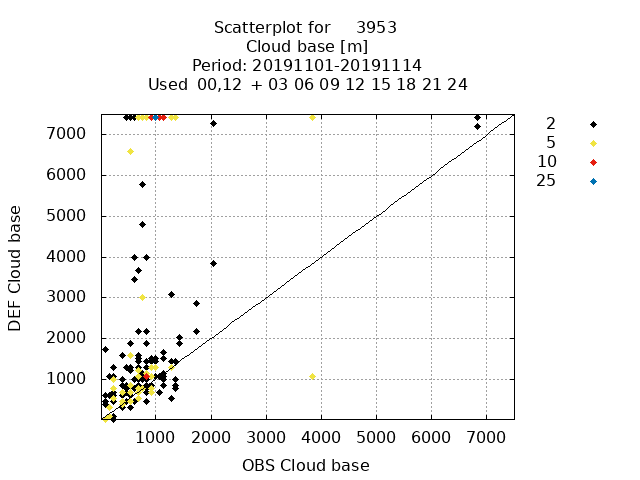 Scatterplot for 3953
Cloud base [m]
Period: 20191101-20191114
Used 00,12 + 03 06 09 12 15 18 21 24
2
5
10
25
7000
6000
5000
4000
3000
2000
1000
DEF Cloud base
1000 2000 3000 4000 5000 6000 7000
OBS Cloud base